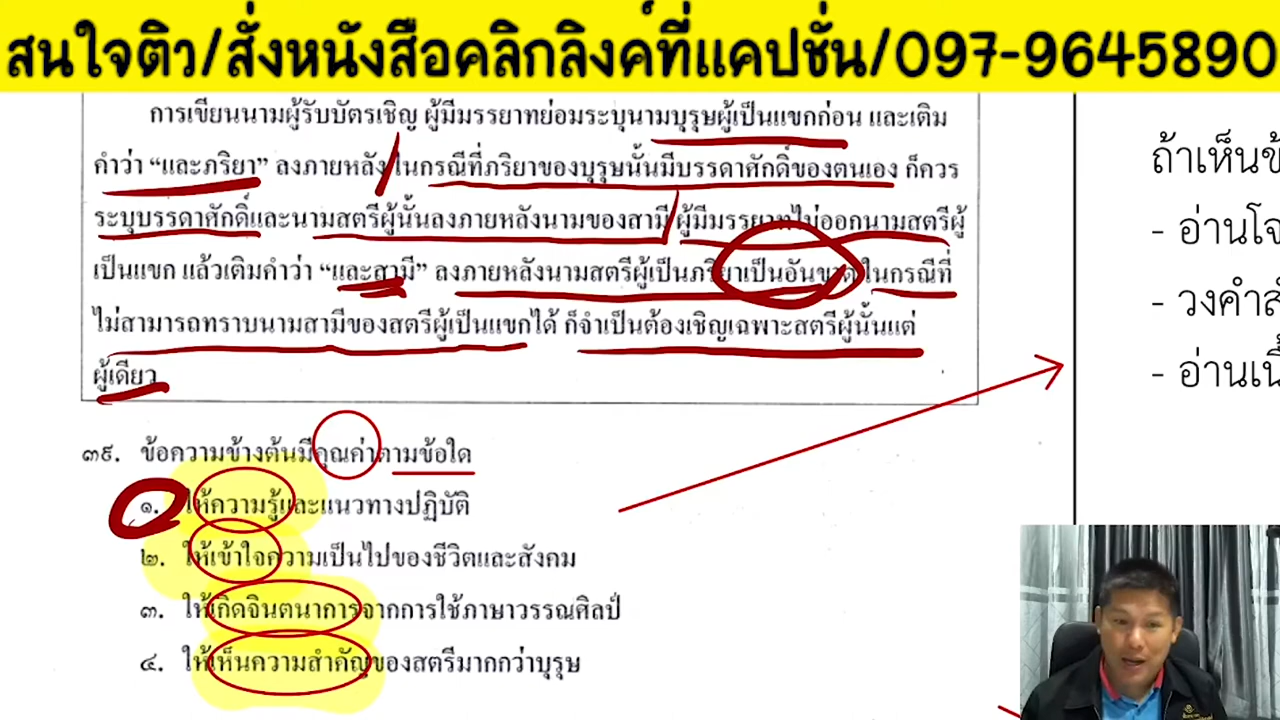 สนใจติว/สั่งหนังสือคลิกลิงค์ที่แคปชั่น/097-9645890
การเขียนนามผู้รับบัตรเชิญ ผู้มีมรรยาทย่อมระบุนามบุรุษผู้เป็นแขกก่อน และเติม
คำว่า “และภริยา” ลงภายหลัง ในกรณีที่ภริยาของบุรุษนั้นมีบรรดาศักดิ์ของตนเอง ก็ควร
ระบุบรรดาศักดิ์และนามสตรีผู้นั้นลงภายหลังนามของสามี ผู้มีมรรยาทไม่ออกนามสตรีผู้
เป็นแขก แล้วเติมคำว่า “และสามี” ลงภายหลังนามสตรีผู้เป็นภริยาเป็นอันขาด ในกรณีที่
ไม่สามารถทราบนามสามีของสตรีผู้เป็นแขกได้ ก็จำเป็นต้องเชิญเฉพาะสตรีผู้นั้นแต่
ผู้เดียว
๓๙. ข้อความข้างต้นมีคุณค่าตามข้อใด
๑. ให้ความรู้และแนวทางปฏิบัติ
๒. ให้เข้าใจความเป็นไปของชีวิตและสังคม
๓. ให้เกิดจินตนาการจากการใช้ภาษาวรรณศิลป์
๔. ให้เห็นความสำคัญของสตรีมากกว่าบุรุษ
ถ้าเห็นข้
- อ่านโจ
- วงคำสำ
- อ่านเนื้